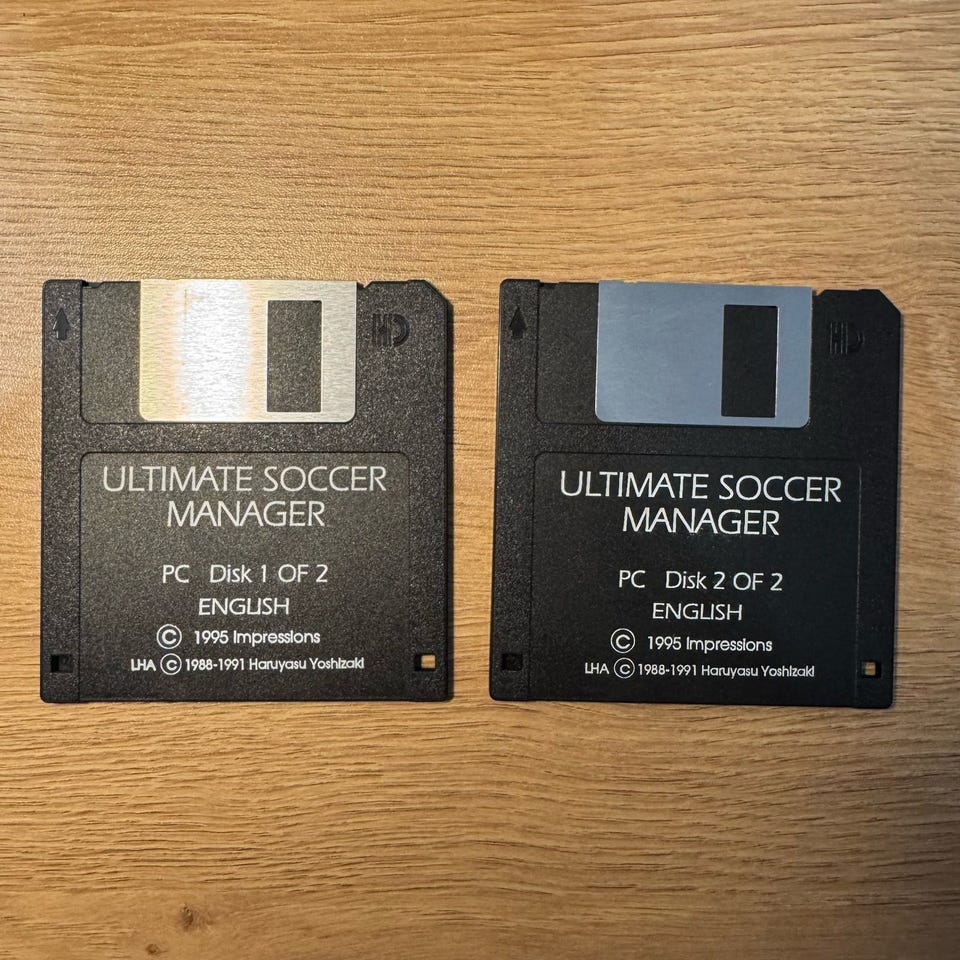 HD
ULTIMATE SOCCER
MANAGER
PC Disk 1 OF 2
ENGLISH
© 1995 Impressions
LHA © 1988-1991 Haruyasu Yoshizaki
HD
ULTIMATE SOCCER
MANAGER
PC Disk 2 OF 2
ENGLISH
© 1995 Impressions
LHA © 1988-1991 Haruyasu Yoshizaki